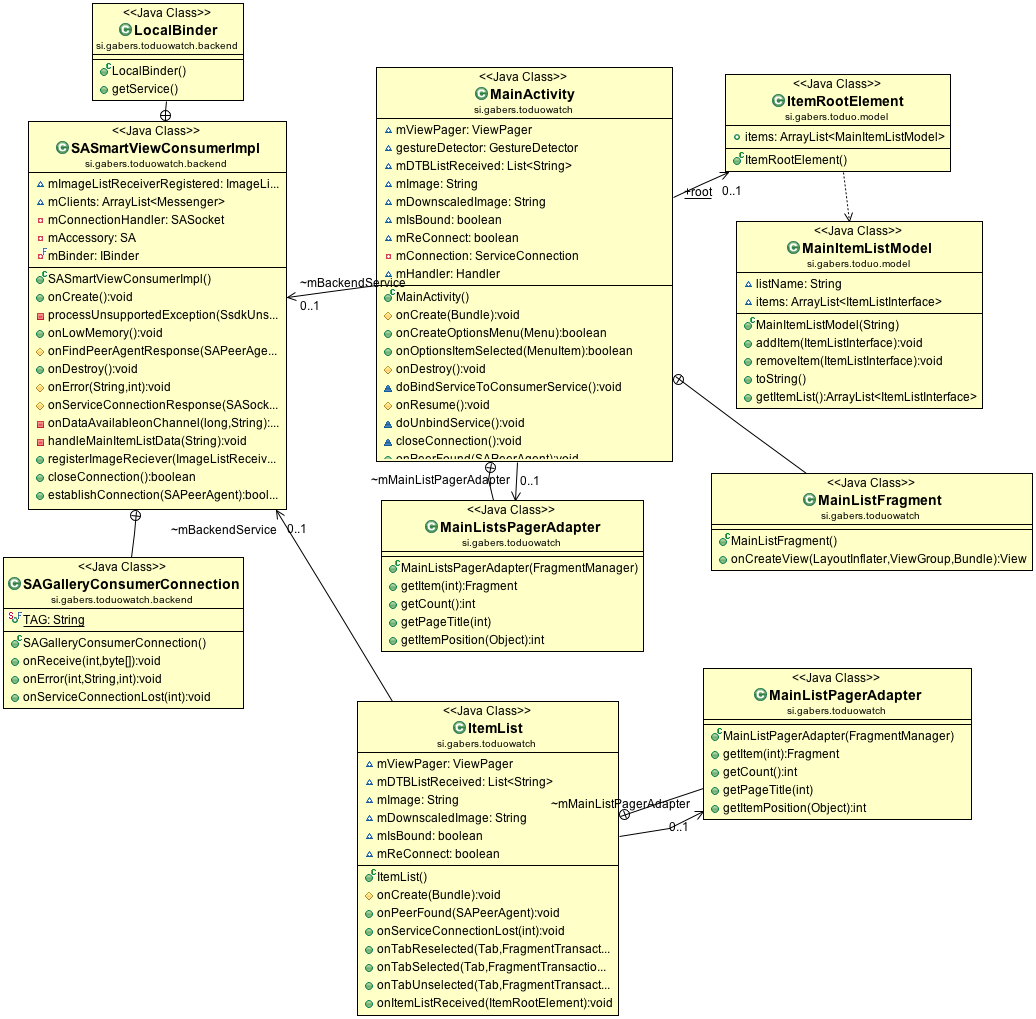 <<Java Class>>
LocalBinder
si.gabers.toduowatch.backend
LocalBinder()
getService()
<<Java Class>>
SASmartViewConsumerImpl
si.gabers.toduowatch.backend
mImageListReceiverRegistered: ImageLi...
mClients: ArrayList<Messenger>
mConnectionHandler: SASocket
mAccessory: SA
mBinder: IBinder
SASmartViewConsumerImpl()
onCreate():void
processUnsupportedException(SsdkUns...
onLowMemory():void
onFindPeerAgentResponse(SAPeerAge...
onDestroy():void
onError(String,int):void
onServiceConnectionResponse(SASock...
onDataAvailableonChannel(long,String):...
handleMainItemListData(String):void
registerImageReciever(ImageListReceiv...
closeConnection():boolean
establishConnection(SAPeerAgent):bool...
<<Java Class>>
MainActivity
si.gabers.toduowatch
mViewPager: ViewPager
gestureDetector: GestureDetector
mDTBListReceived: List<String>
mImage: String
mDownscaledImage: String
mIsBound: boolean
mReConnect: boolean
mConnection: ServiceConnection
mHandler: Handler
MainActivity()
onCreate(Bundle):void
onCreateOptionsMenu(Menu):boolean
onOptionsItemSelected(MenuItem):boolean
onDestroy():void
doBindServiceToConsumerService():void
onResume():void
doUnbindService():void
closeConnection():void
onPeerFound(SAPeerAgent):void
~mBackendService
0..1
+root
0..1
<<Java Class>>
ItemRootElement
si.gabers.toduo.model
items: ArrayList<MainItemListModel>
ItemRootElement()
<<Java Class>>
MainItemListModel
si.gabers.toduo.model
listName: String
items: ArrayList<ItemListInterface>
MainItemListModel(String)
addItem(ItemListInterface):void
removeItem(ItemListInterface):void
toString()
getItemList():ArrayList<ItemListInterface>
<<Java Class>>
MainListFragment
si.gabers.toduowatch
MainListFragment()
onCreateView(LayoutInflater,ViewGroup,Bundle):View
~mMainListPagerAdapter
0..1
<<Java Class>>
MainListsPagerAdapter
si.gabers.toduowatch
MainListsPagerAdapter(FragmentManager)
getItem(int):Fragment
getCount():int
getPageTitle(int)
getItemPosition(Object):int
~mBackendService
0..1
<<Java Class>>
SAGalleryConsumerConnection
si.gabers.toduowatch.backend
TAG: String
SAGalleryConsumerConnection()
onReceive(int,byte[]):void
onError(int,String,int):void
onServiceConnectionLost(int):void
<<Java Class>>
ItemList
si.gabers.toduowatch
mViewPager: ViewPager
mDTBListReceived: List<String>
mImage: String
mDownscaledImage: String
mIsBound: boolean
mReConnect: boolean
ItemList()
onCreate(Bundle):void
onPeerFound(SAPeerAgent):void
onServiceConnectionLost(int):void
onTabReselected(Tab,FragmentTransact...
onTabSelected(Tab,FragmentTransactio...
onTabUnselected(Tab,FragmentTransact...
onItemListReceived(ItemRootElement):void
~mMainListPagerAdapter
0..1
<<Java Class>>
MainListPagerAdapter
si.gabers.toduowatch
MainListPagerAdapter(FragmentManager)
getItem(int):Fragment
getCount():int
getPageTitle(int)
getItemPosition(Object):int